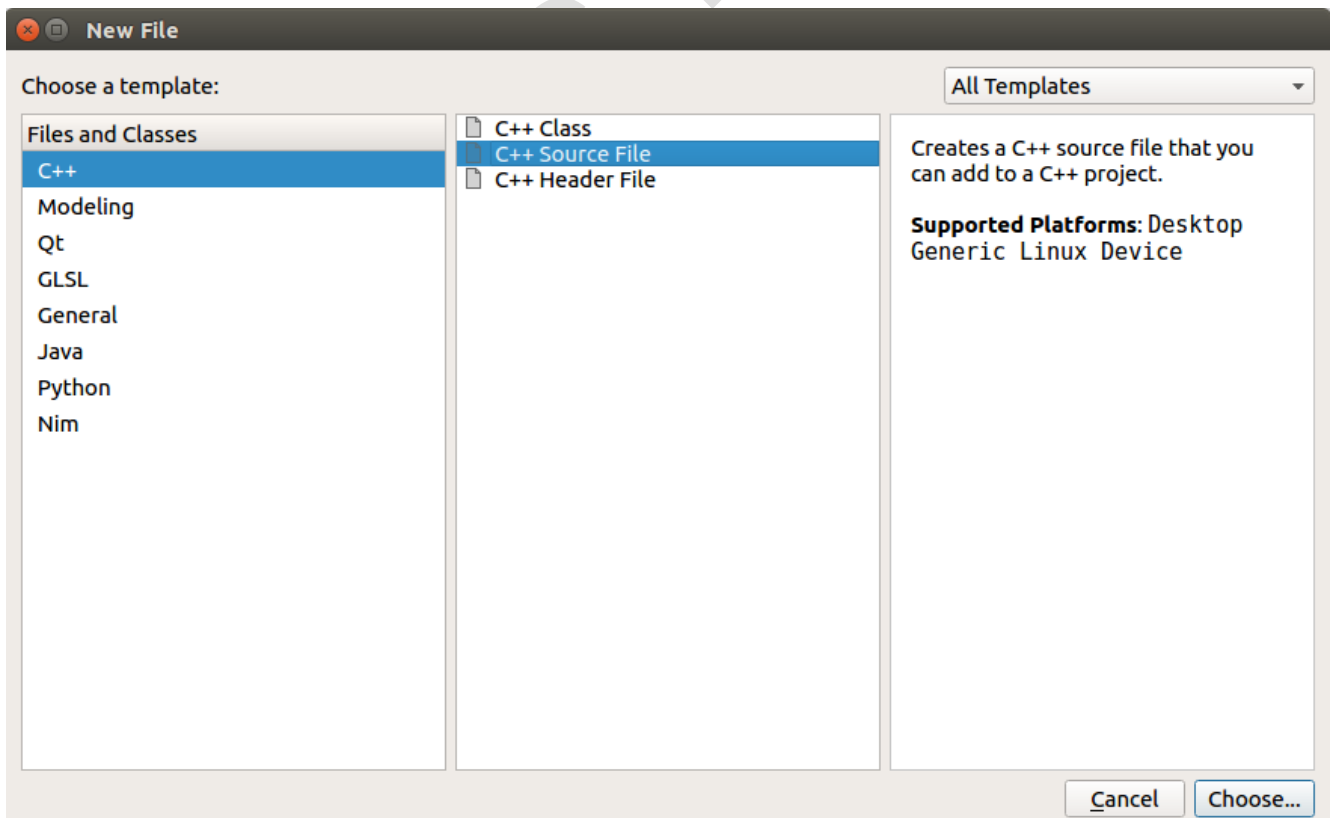 New File
Choose a template:
All Templates
Files and Classes
C++
Modeling
Qt
GLSL
General
Java
Python
Nim
C++ Class
C++ Source File
C++ Header File
Creates a C++ source file that you
can add to a C++ project.
Supported Platforms: Desktop
Generic Linux Device
Cancel
Choose...